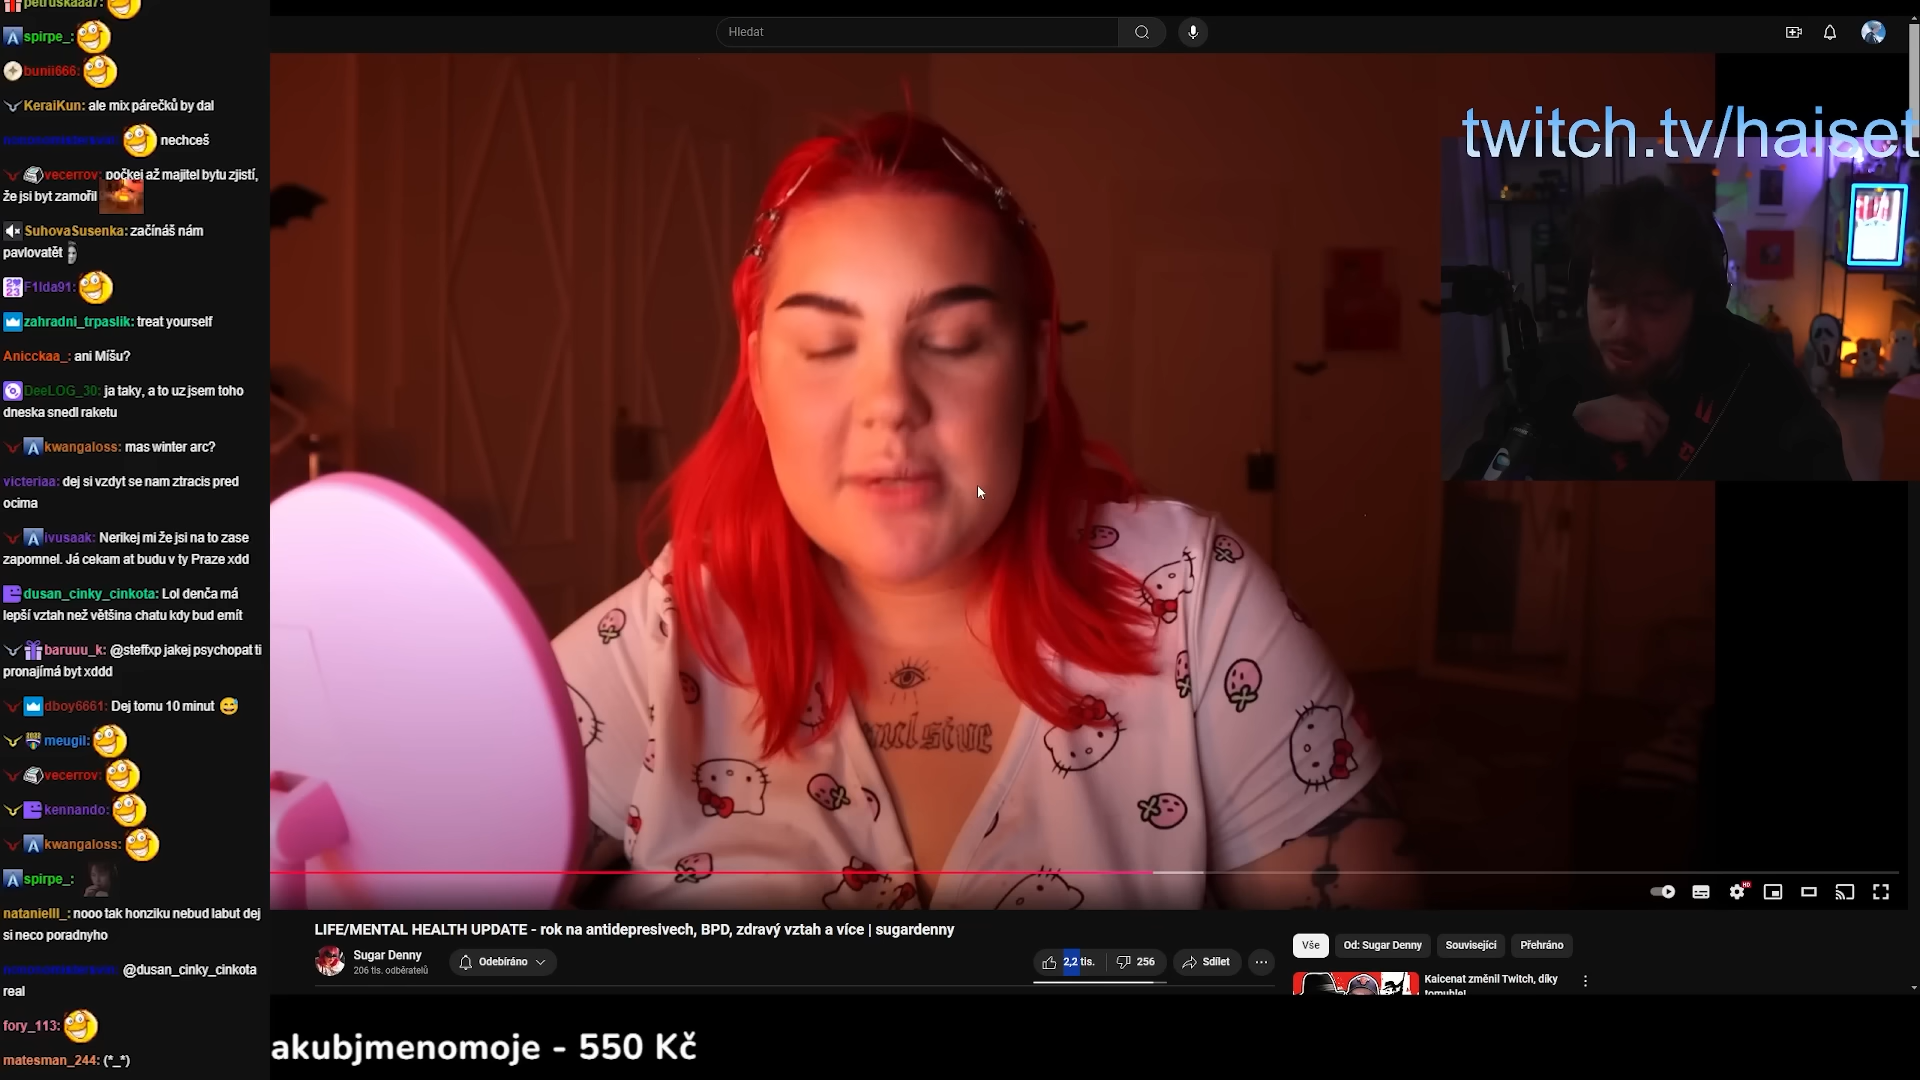 petruskaaa7:
spirpe_:
bunii666:
KeraiKun: ale mix párečků by dal
nechceš
vecerrov: počkej až majitel bytu zjistí,
že jsi byt zamořil
SuhovaSusenka: začínáš nám
pavlovatět
F1lda91:
zahradni_trpaslik: treat yourself
Anicckaa_: ani Míšu?
DeeLOG_30: ja taky, a to uz jsem toho
dneska snedl raketu
kwangaloss: mas winter arc?
victeriaa: dej si vzdyt se nam ztracis pred
ocima
ivusaak: Nerikej mi že jsi na to zase
zapomnel. Já cekam at budu v ty Praze xdd
dusan_cinky_cinkota: Lol denča má
lepší vztah než většina chatu kdy bud emít
baruuu_k: @steffxp jakej psychopat ti
pronajímá byt xddd
dboy6661: Dej tomu 10 minut 😅
meugil:
vecerrov:
kennando:
kwangaloss:
spirpe_:
natanielll_: nooo tak honziku nebud labut dej
si neco poradnyho
@dusan_cinky_cinkota
real
fory_113:
matesman_244: (*_*)
Hledat
twitch.tv/haiset
LIFE/MENTAL HEALTH UPDATE - rok na antidepresivech, BPD, zdravý vztah a více | sugardenny
Sugar Denny
206 tis. odběratelů
Odebíráno
2,2 tis.
256
Sdílet
Vše
Od: Sugar Denny
Související
Přehráno
Kaicenat změnil Twitch, díky
tomuhle!
akubjmenomoje - 550 Kč